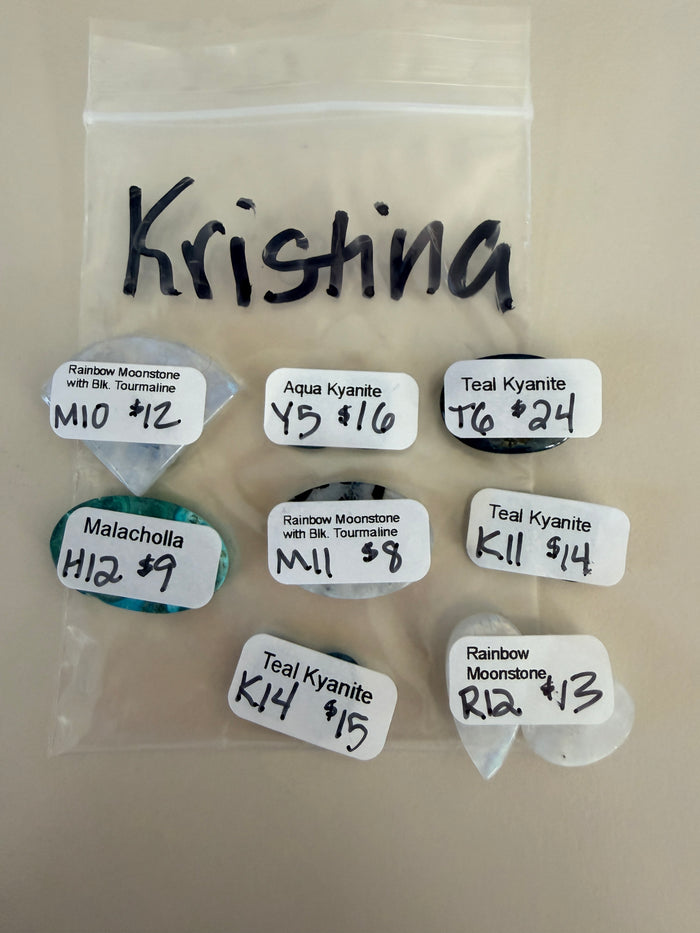 Kristina
Rainbow Moonstone
with Blk. Tourmaline
M10 $12
Aqua Kyanite
Y5 $16
Teal Kyanite
T6 $24
Malacholla
H12 $9
Rainbow Moonstone
with Blk. Tourmaline
M11 $8
Teal Kyanite
K11 $14
Teal Kyanite
K14 $15
Rainbow
Moonstone
R12 $13